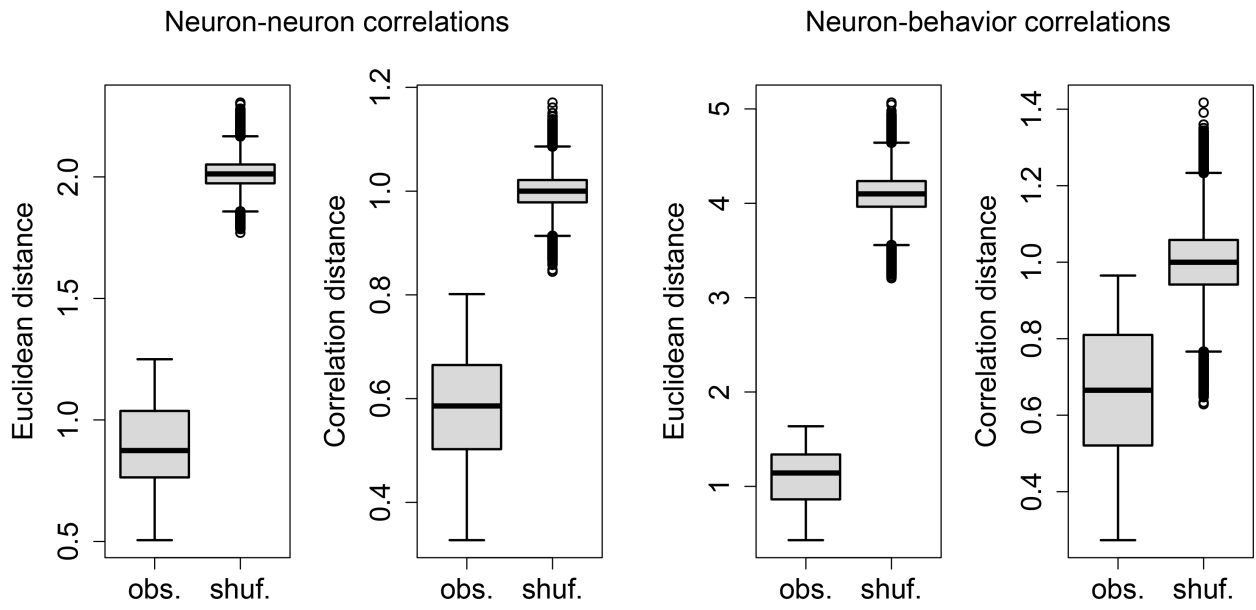 Neuron-neuron correlations
Neuron-behavior correlations
Euclidean distance
2.0
1.5
1.0
0.5
obs. shuf.
Correlation distance
1.2
1.0
0.8
0.6
0.4
obs. shuf.
Euclidean distance
5
4
3
2
1
obs. shuf.
Correlation distance
1.4
1.2
1.0
0.8
0.6
0.4
obs. shuf.